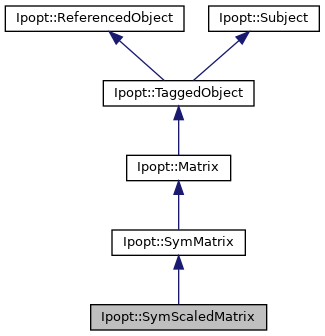 Ipopt::ReferencedObject
Ipopt::Subject
Ipopt::TaggedObject
Ipopt::Matrix
Ipopt::SymMatrix
Ipopt::SymScaledMatrix